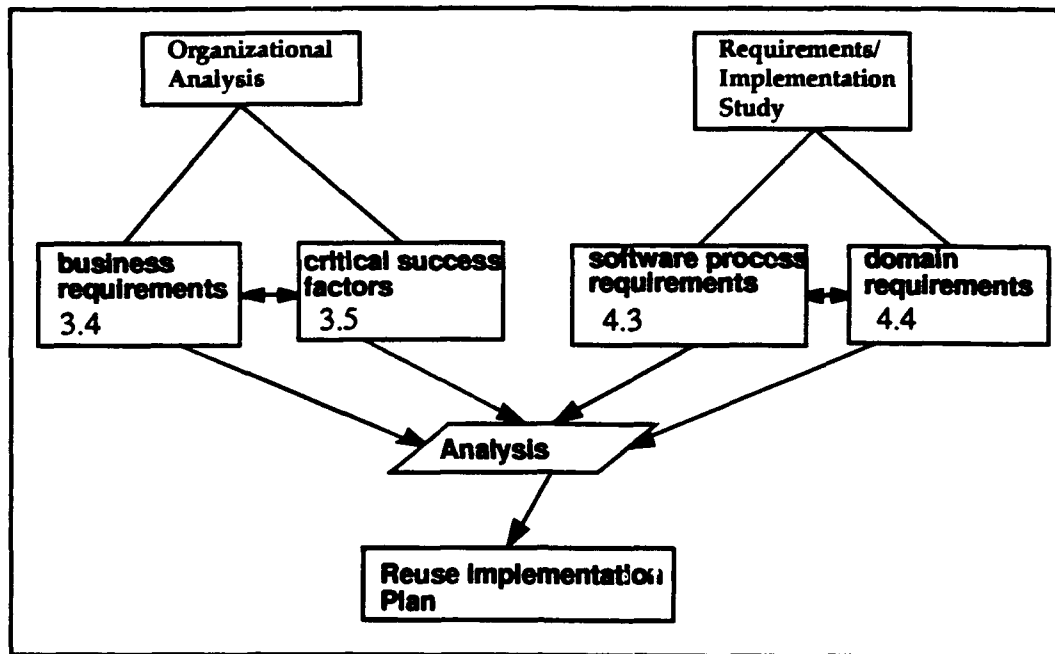 Organizational
Analysis
Requirements/
Implementation
Study
business
requirements
3.4
critical success
factors
3.5
software process
requirements
4.3
domain
requirements
4.4
Analysis
Reuse Implementation
Plan